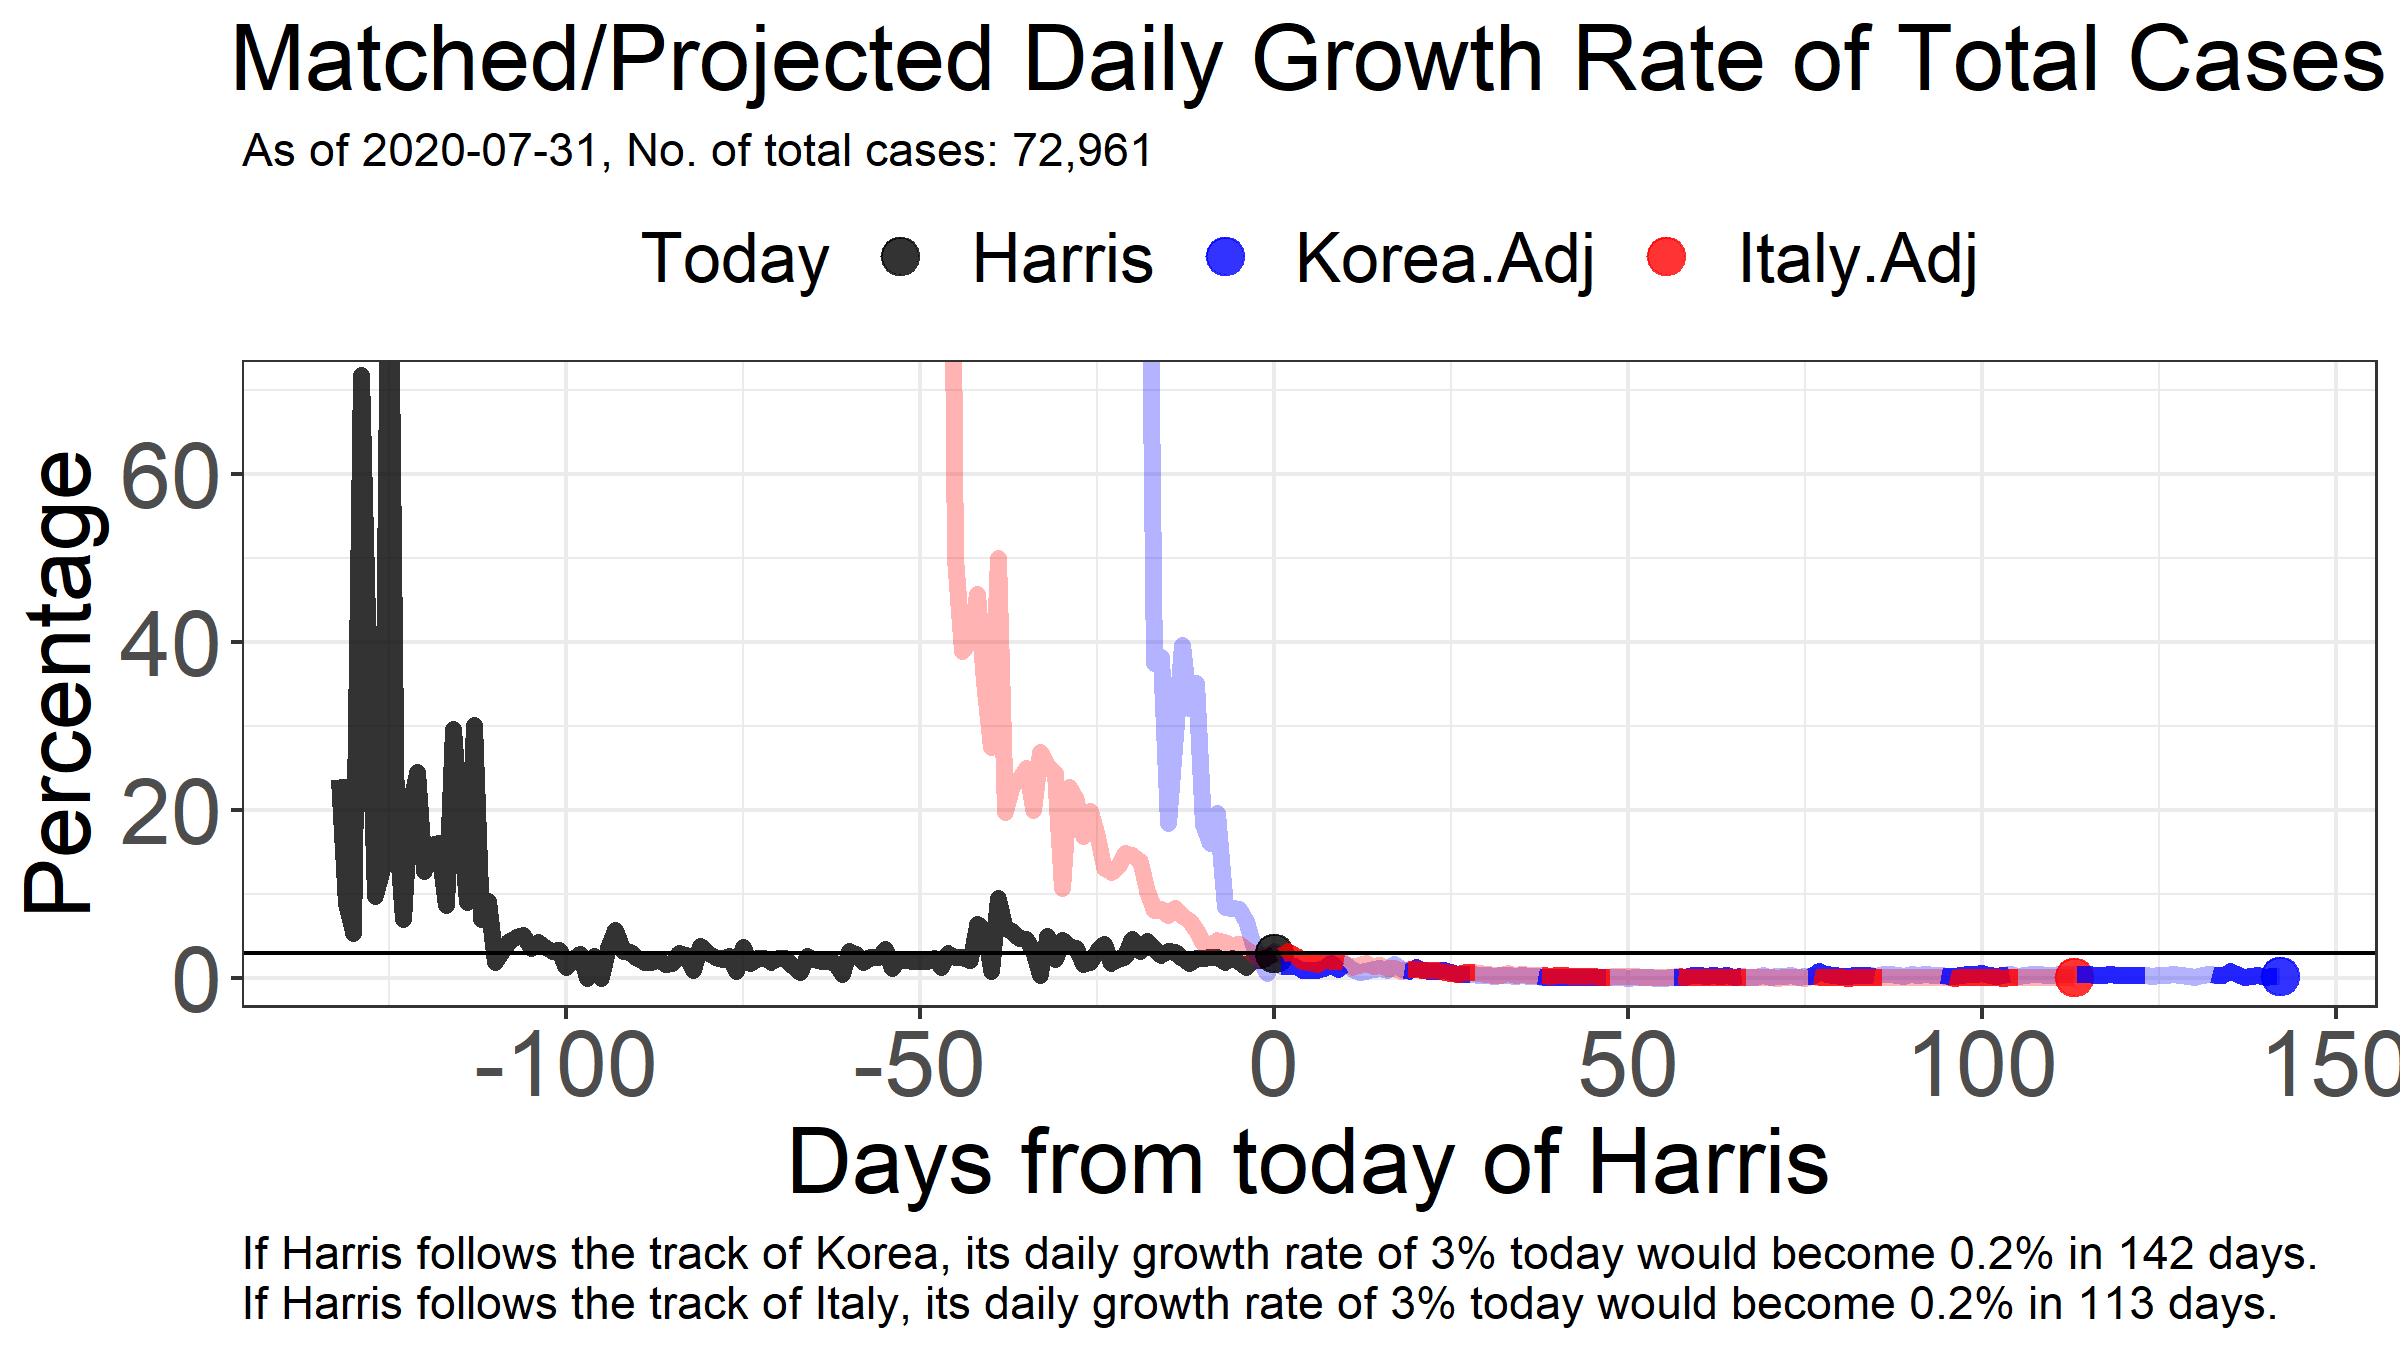 Matched/Projected Daily Growth Rate of Total Cases
As of 2020-07-31, No. of total cases: 72,961
Today Harris Korea.Adj Italy.Adj
Percentage
60
40
20
0
-100 -50 0 50 100 150
Days from today of Harris
If Harris follows the track of Korea, its daily growth rate of 3% today would become 0.2% in 142 days.
If Harris follows the track of Italy, its daily growth rate of 3% today would become 0.2% in 113 days.